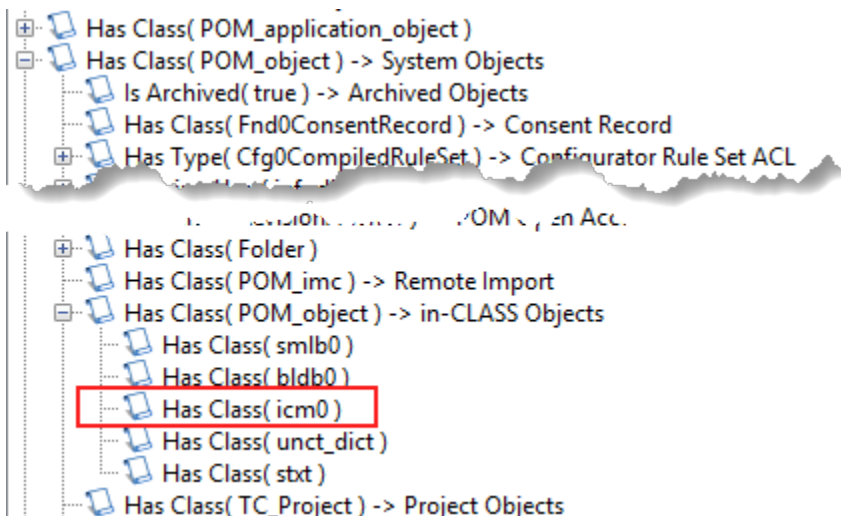 Has Class( POM_application_object )
Has Class( POM_object ) -> System Objects
Is Archived( true ) -> Archived Objects
Has Class( Fnd0ConsentRecord ) -> Consent Record
Has Type( Cfg0CompiledRuleSet ) -> Configurator Rule Set ACL
Has Class( Folder )
Has Class( POM_imc ) -> Remote Import
Has Class( POM_object ) -> in-CLASS Objects
Has Class( smlb0 )
Has Class( bldb0 )
Has Class( icm0 )
Has Class( unct_dict )
Has Class( stxt )
Has Class( TC_Project ) -> Project Objects